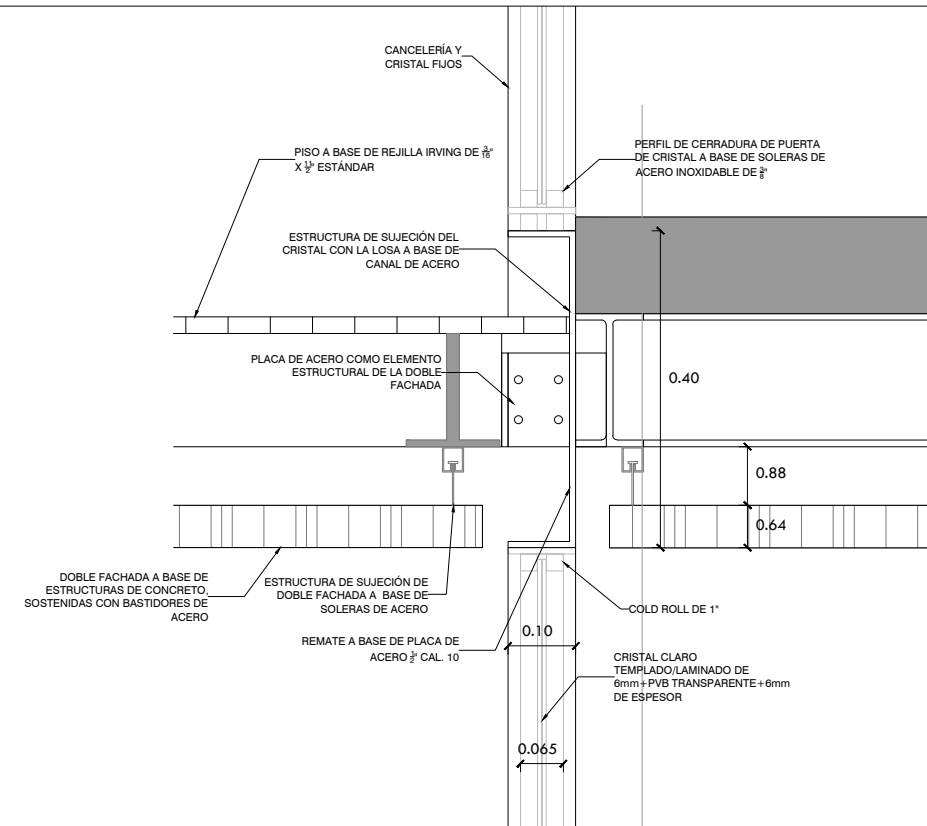 CANCELERÍA Y
CRISTAL FIJOS
PISO A BASE DE REJILLA IRVING DE 3/16"
X 1 1/2" ESTÁNDAR
PERFIL DE CERRADURA DE PUERTA
DE CRISTAL A BASE DE SOLERAS DE
ACERO INOXIDABLE DE 3/8"
ESTRUCTURA DE SUJECIÓN DEL
CRISTAL CON LA LOSA A BASE DE
CANAL DE ACERO
PLACA DE ACERO COMO ELEMENTO
ESTRUCTURAL DE LA DOBLE
FACHADA
0.40
0.88
0.64
DOBLE FACHADA A BASE DE
ESTRUCTURAS DE CONCRETO,
SOSTENIDAS CON BASTIDORES DE
ACERO
ESTRUCTURA DE SUJECIÓN DE
DOBLE FACHADA A BASE DE
SOLERAS DE ACERO
COLD ROLL DE 1"
REMATE A BASE DE PLACA DE
ACERO 1/2" CAL. 10
0.10
CRISTAL CLARO
TEMPLADO/LAMINADO DE
6mm+PVB TRANSPARENTE+6mm
DE ESPESOR
0.065